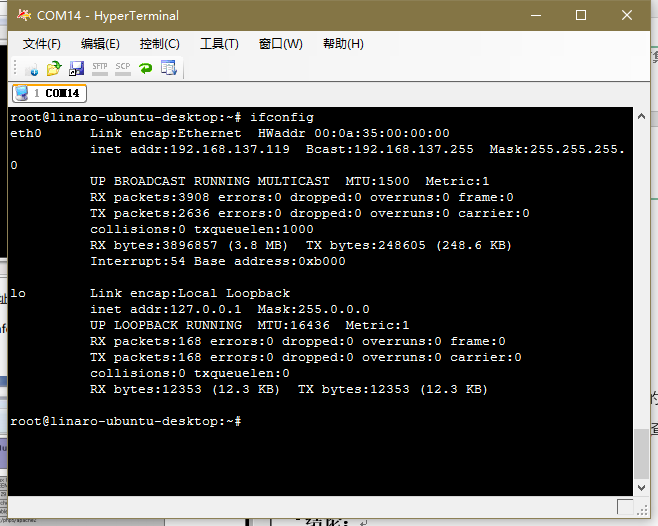 COM14 - HyperTerminal
文件(F) 编辑(E) 控制(C) 工具(T) 窗口(W) 帮助(H)
SFTP SCP
1 COM14
root@linaro-ubuntu-desktop:~# ifconfig
eth0 Link encap:Ethernet HWaddr 00:0a:35:00:00:00
inet addr:192.168.137.119 Bcast:192.168.137.255 Mask:255.255.255.
0
UP BROADCAST RUNNING MULTICAST MTU:1500 Metric:1
RX packets:3908 errors:0 dropped:0 overruns:0 frame:0
TX packets:2636 errors:0 dropped:0 overruns:0 carrier:0
collisions:0 txqueuelen:1000
RX bytes:3896857 (3.8 MB) TX bytes:248605 (248.6 KB)
Interrupt:54 Base address:0xb000
lo Link encap:Local Loopback
inet addr:127.0.0.1 Mask:255.0.0.0
UP LOOPBACK RUNNING MTU:16436 Metric:1
RX packets:168 errors:0 dropped:0 overruns:0 frame:0
TX packets:168 errors:0 dropped:0 overruns:0 carrier:0
collisions:0 txqueuelen:0
RX bytes:12353 (12.3 KB) TX bytes:12353 (12.3 KB)
root@linaro-ubuntu-desktop:~#